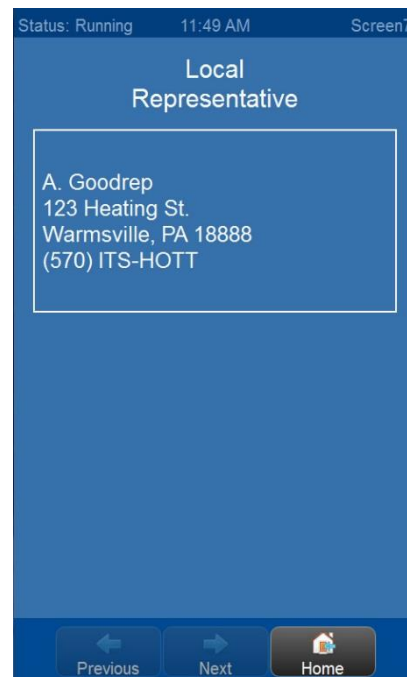 Status: Running 11:49 AM Screen7
Local
Representative
A. Goodrep
123 Heating St.
Warmsville, PA 18888
(570) ITS-HOTT
Previous Next Home